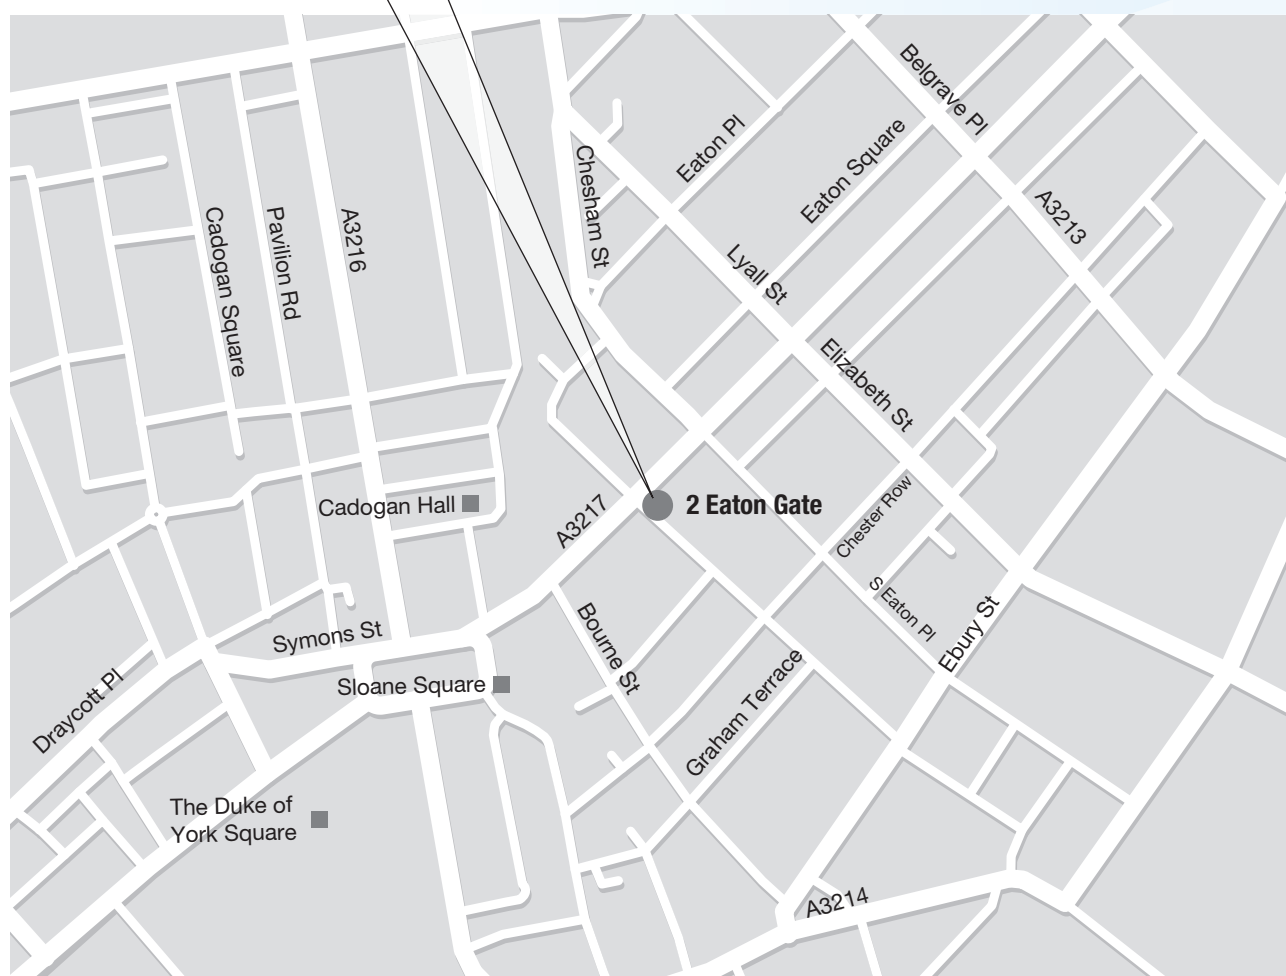 Belgrave Pl
Eaton Pl
Eaton Square
Chesham St
A3213
Cadogan Square
Pavilion Rd
A3216
Lyall St
Elizabeth St
Cadogan Hall
A3217
2 Eaton Gate
Chester Row
S Eaton Pl
Ebury St
Symons St
Bourne St
Sloane Square
Graham Terrace
Draycott Pl
The Duke of
York Square
A3214